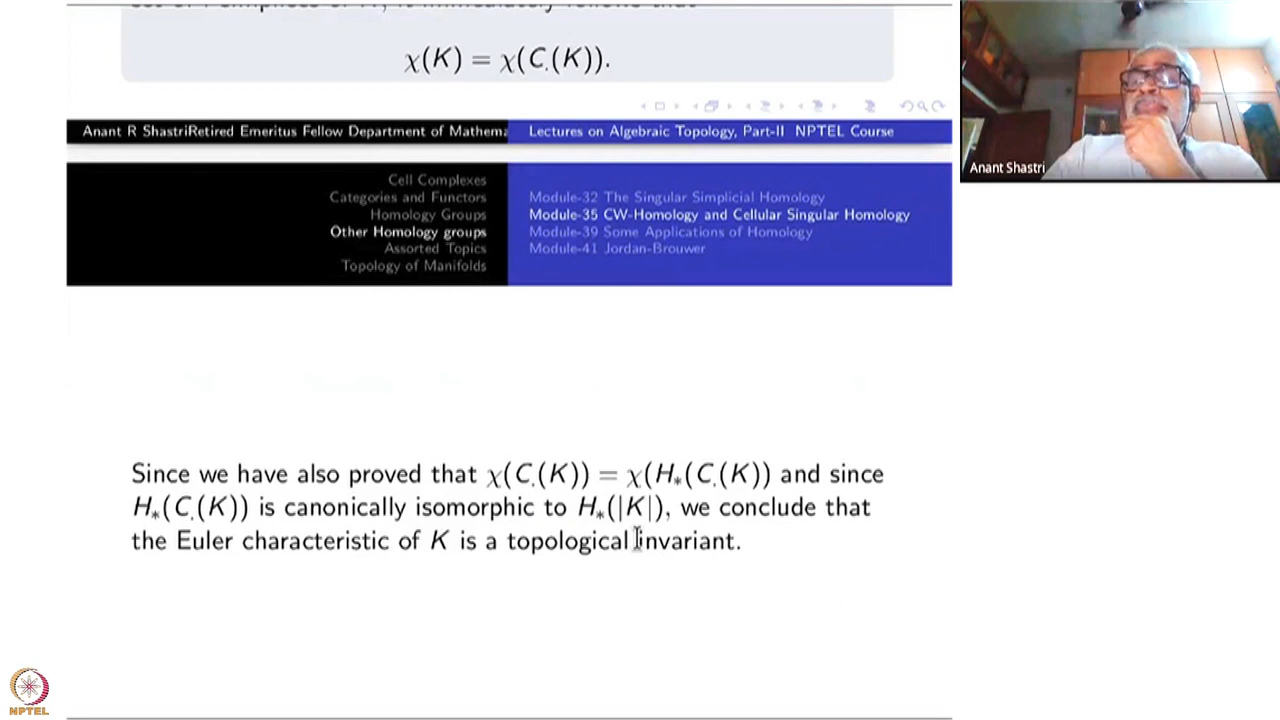 χ(K) = χ(C.(K)).
Anant R ShastriRetired Emeritus Fellow Department of Mathema
Lectures on Algebraic Topology, Part-II NPTEL Course
Anant Shastri
Cell Complexes
Categories and Functors
Homology Groups
Other Homology groups
Assorted Topics
Topology of Manifolds
Module-32 The Singular Simplicial Homology
Module-35 CW-Homology and Cellular Singular Homology
Module-39 Some Applications of Homology
Module-41 Jordan-Brouwer
Since we have also proved that χ(C.(K)) = χ(H∗(C.(K)) and since
H∗(C.(K)) is canonically isomorphic to H∗(|K|), we conclude that
the Euler characteristic of K is a topological invariant.
NPTEL